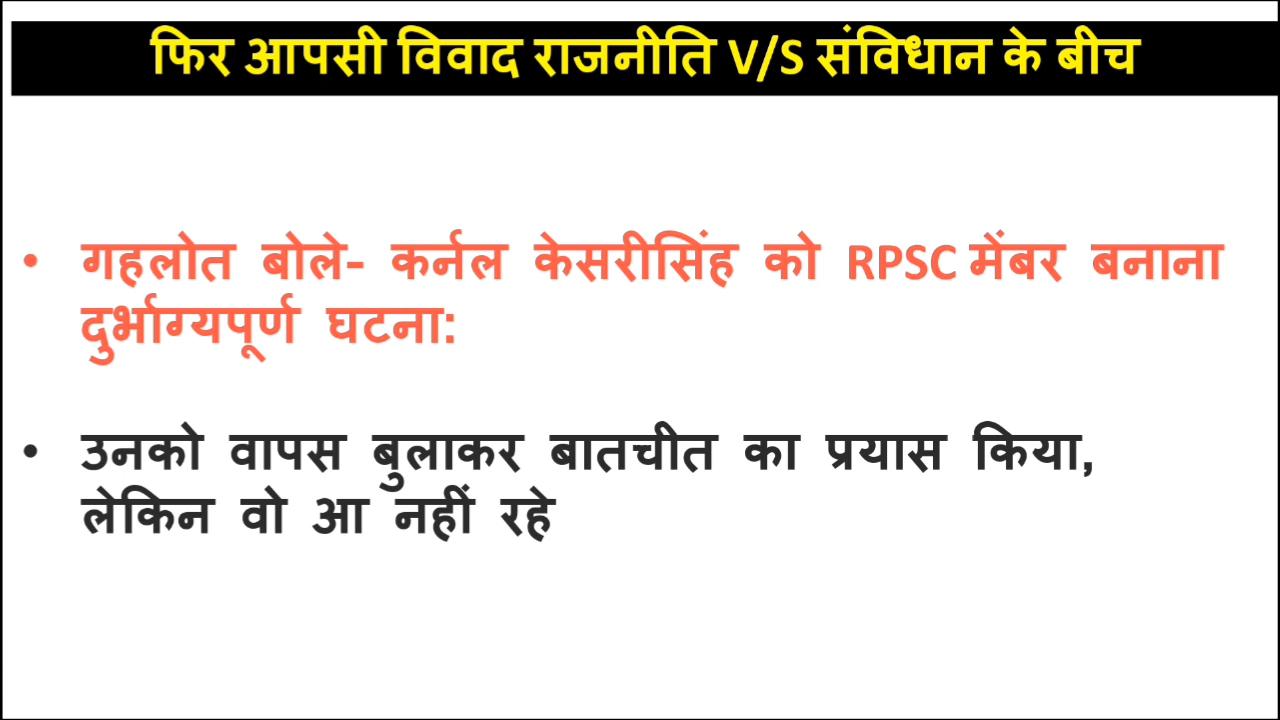 फिर आपसी विवाद राजनीति V/S संविधान के बीच
• गहलोत बोले- कर्नल केसरीसिंह को RPSC मेंबर बनाना
दुर्भाग्यपूर्ण घटना:
• उनको वापस बुलाकर बातचीत का प्रयास किया,
लेकिन वो आ नहीं रहे